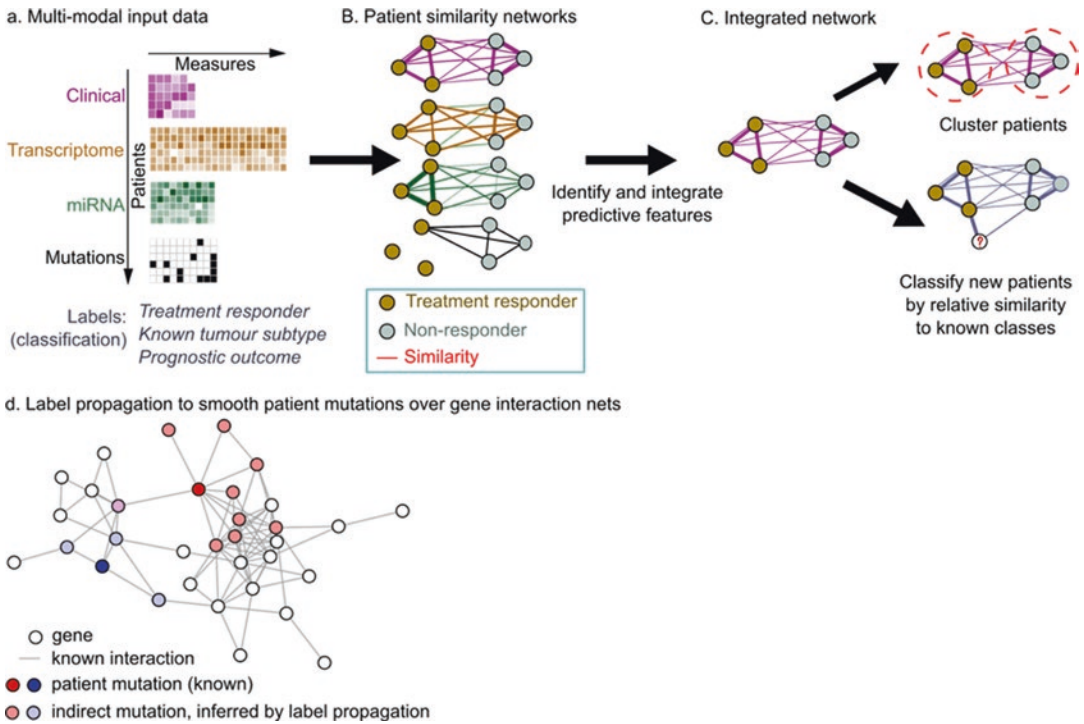 a. Multi-modal input data
Measures
Patients
Clinical
Transcriptome
miRNA
Mutations
Labels:
(classification)
Treatment responder
Known tumour subtype
Prognostic outcome
B. Patient similarity networks
Treatment responder
Non-responder
Similarity
Identify and integrate
predictive features
C. Integrated network
Cluster patients
?
Classify new patients
by relative similarity
to known classes
d. Label propagation to smooth patient mutations over gene interaction nets
gene
known interaction
patient mutation (known)
indirect mutation, inferred by label propagation